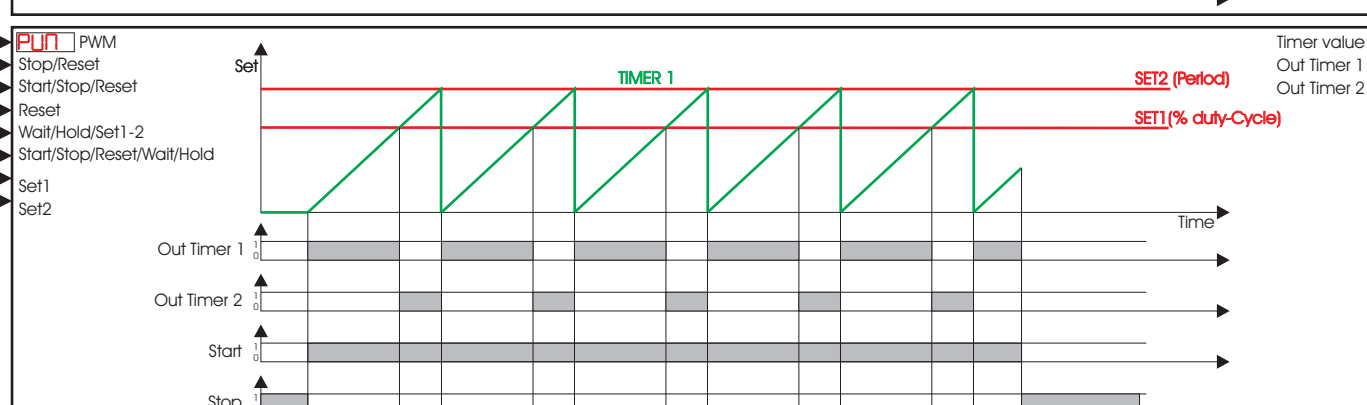 PUn PWM
Stop/Reset
Start/Stop/Reset
Reset
Wait/Hold/Set1-2
Start/Stop/Reset/Wait/Hold
Set1
Set2
Set
TIMER 1
SET2 (Period)
SET1(% duty-Cycle)
Time
Timer value
Out Timer 1
Out Timer 2
Out Timer 1 1
0
Out Timer 2 1
0
Start 1
0
Stop 1